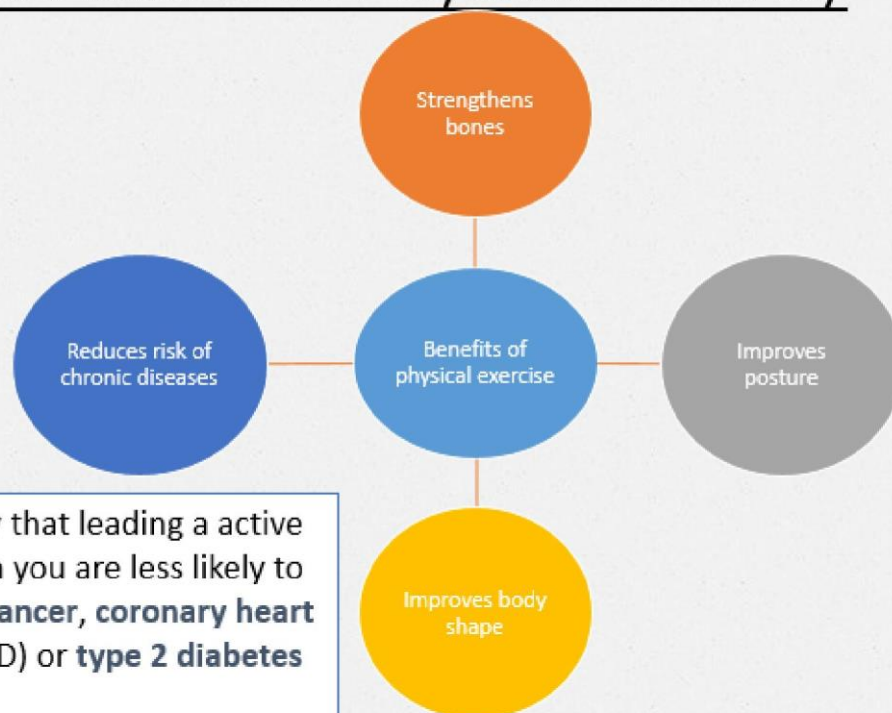 Strengthens
bones
Reduces risk of
chronic diseases
Benefits of
physical exercise
Improves
posture
that leading a active
you are less likely to
coronary heart
or type 2 diabetes
Improves body
shape